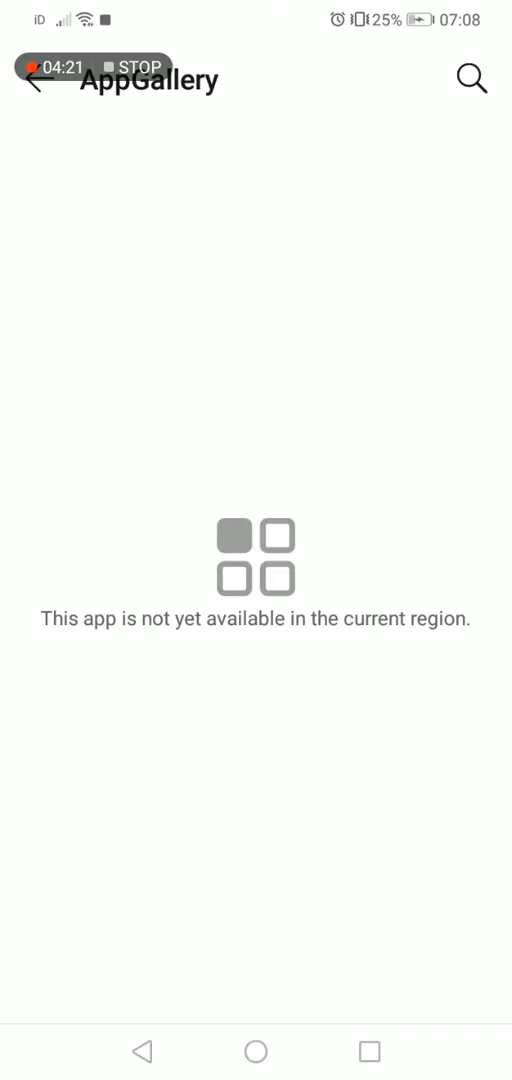 iD 25% 07:08
04:21 STOP
AppGallery
This app is not yet available in the current region.